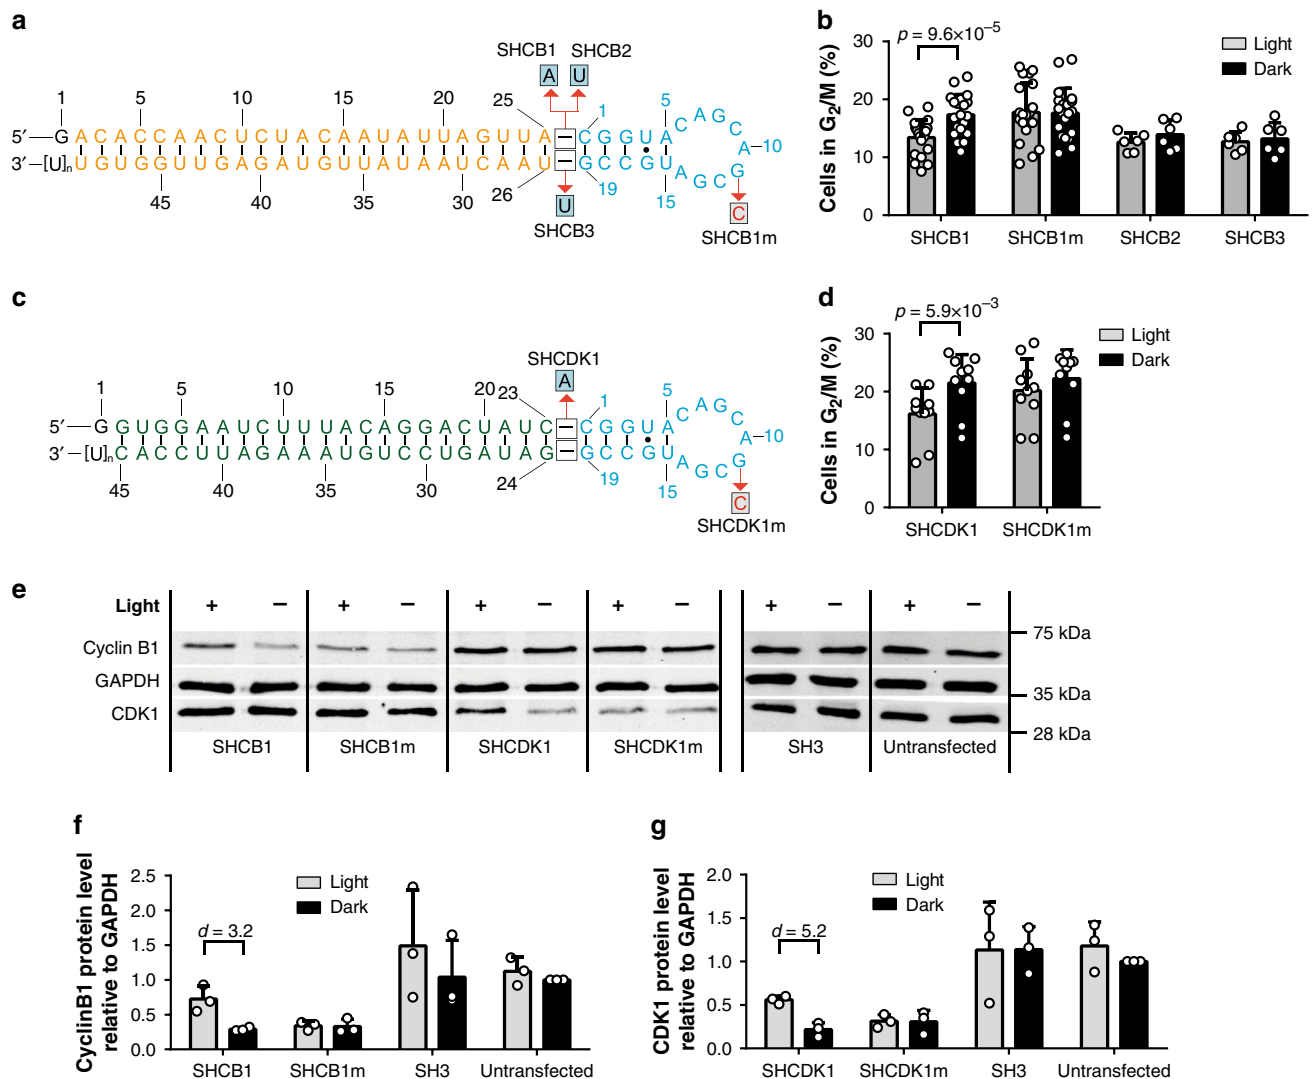 a
SHCB1 SHCB2
A U
1 5 10 15 20 25 1 5
5′ G A C A C C A A C U C U A C A A U A U U A G U U A – C G G U A C A G C A 10
3′ [U]n U G U G G U U G A G A U G U U A U A A U C A A U – G C C G U A G C G
45 40 35 30 26 19 15
U
SHCB3
C
SHCB1m
b
p = 9.6×10–5
Cells in G2/M (%)
30
20
10
0
Light
Dark
SHCB1 SHCB1m SHCB2 SHCB3
c
SHCDK1
A
1 5 10 15 20 23 1 5
5′ G G U G G A A U C U U U A C A G G A C U A U C – C G G U A C A G C A 10
3′ [U]n C A C C U U A G A A A U G U C C U G A U A G – G C C G U A G C G
45 40 35 30 24 19 15
C
SHCDK1m
d
p = 5.9×10–3
Cells in G2/M (%)
30
20
10
0
Light
Dark
SHCDK1 SHCDK1m
e
Light + − + − + − + − + − + −
Cyclin B1
GAPDH
CDK1
75 kDa
35 kDa
28 kDa
SHCB1 SHCB1m SHCDK1 SHCDK1m SH3 Untransfected
f
CyclinB1 protein level
relative to GAPDH
2.5
2.0
1.5
1.0
0.5
0.0
d = 3.2
Light
Dark
SHCB1 SHCB1m SH3 Untransfected
g
CDK1 protein level
relative to GAPDH
2.0
1.5
1.0
0.5
0.0
d = 5.2
Light
Dark
SHCDK1 SHCDK1m SH3 Untransfected